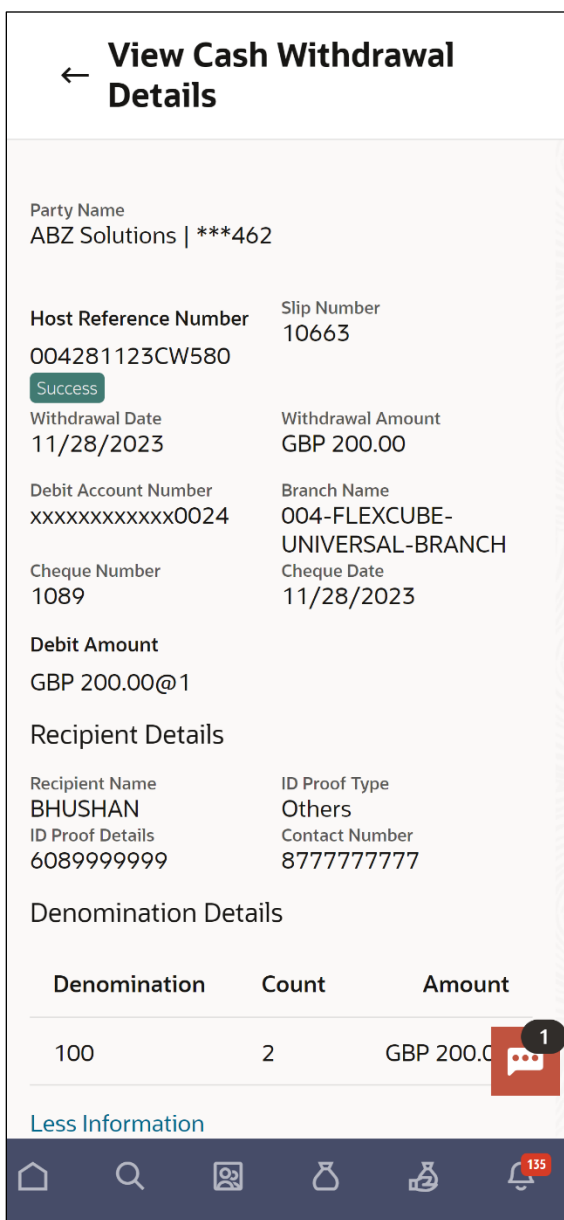 View Cash Withdrawal
Details
Party Name
ABZ Solutions | ***462
Host Reference Number
004281123CW580
Success
Slip Number
10663
Withdrawal Date
11/28/2023
Withdrawal Amount
GBP 200.00
Debit Account Number
xxxxxxxxxxxx0024
Branch Name
004-FLEXCUBE-
UNIVERSAL-BRANCH
Cheque Number
1089
Cheque Date
11/28/2023
Debit Amount
GBP 200.00@1
Recipient Details
Recipient Name
BHUSHAN
ID Proof Type
Others
ID Proof Details
6089999999
Contact Number
8777777777
Denomination Details
Denomination Count Amount
100 2 GBP 200.0
1
Less Information
135